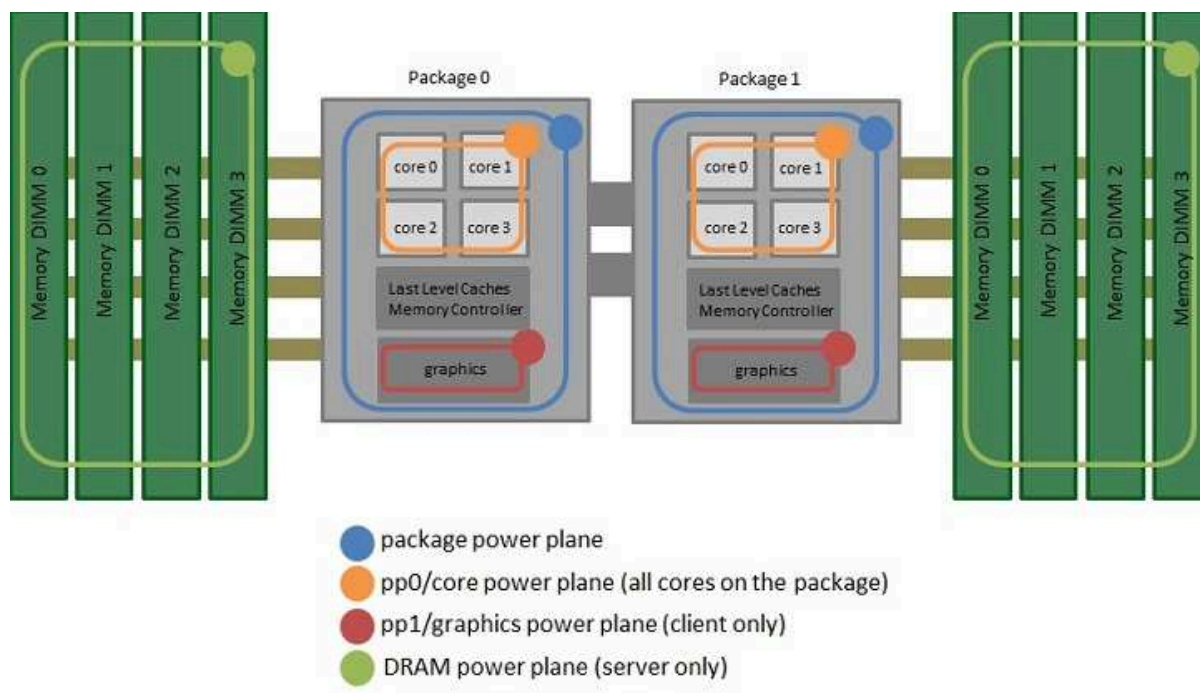 Package 0
Package 1
Memory DIMM 0
Memory DIMM 1
Memory DIMM 2
Memory DIMM 3
core 0
core 1
core 2
core 3
Last Level Caches
Memory Controller
graphics
core 0
core 1
core 2
core 3
Last Level Caches
Memory Controller
graphics
Memory DIMM 0
Memory DIMM 1
Memory DIMM 2
Memory DIMM 3
package power plane
pp0/core power plane (all cores on the package)
pp1/graphics power plane (client only)
DRAM power plane (server only)